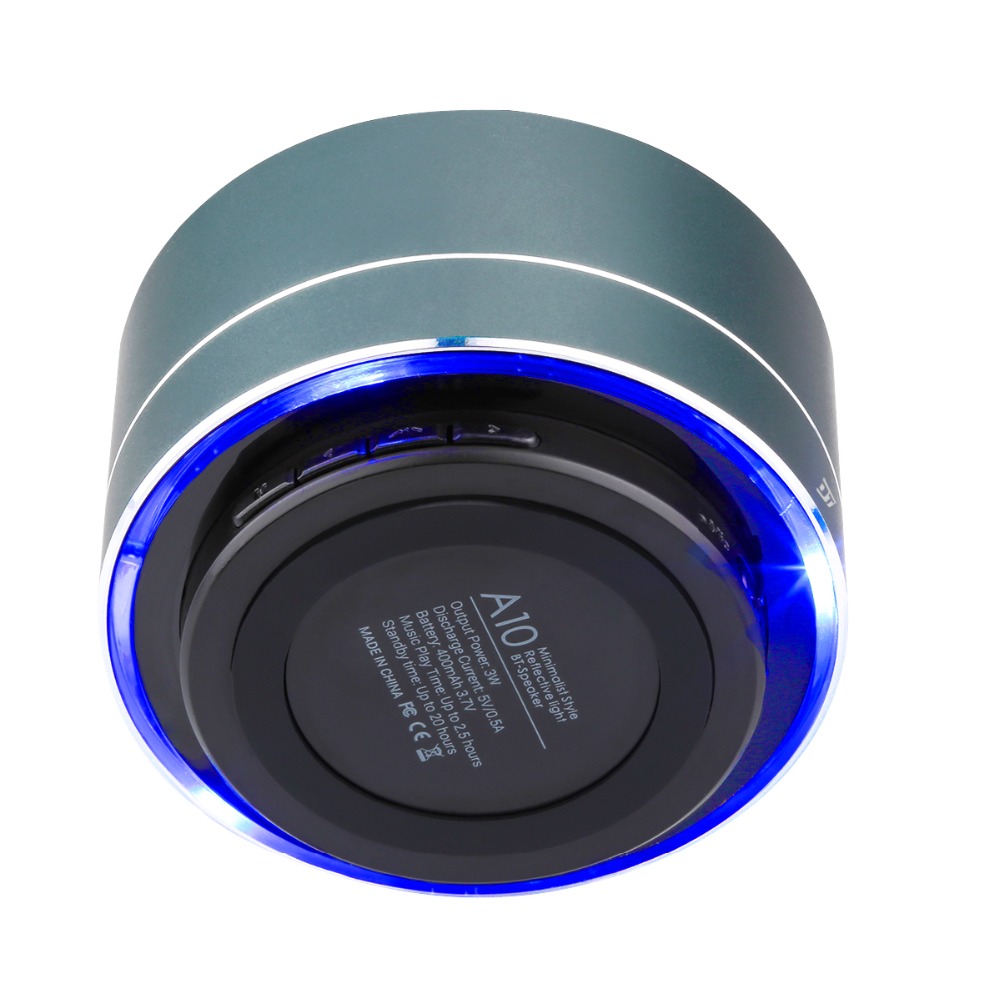 A10
Minimalist Style
Reflective light
BT-Speaker
Output Power: 3W
Discharge Current: 5V/0.5A
Battery: 400mAh 3.7V
Music Play Time: Up to 2.5 hours
Standby time: Up to 20 hours
MADE IN CHINA FC CE